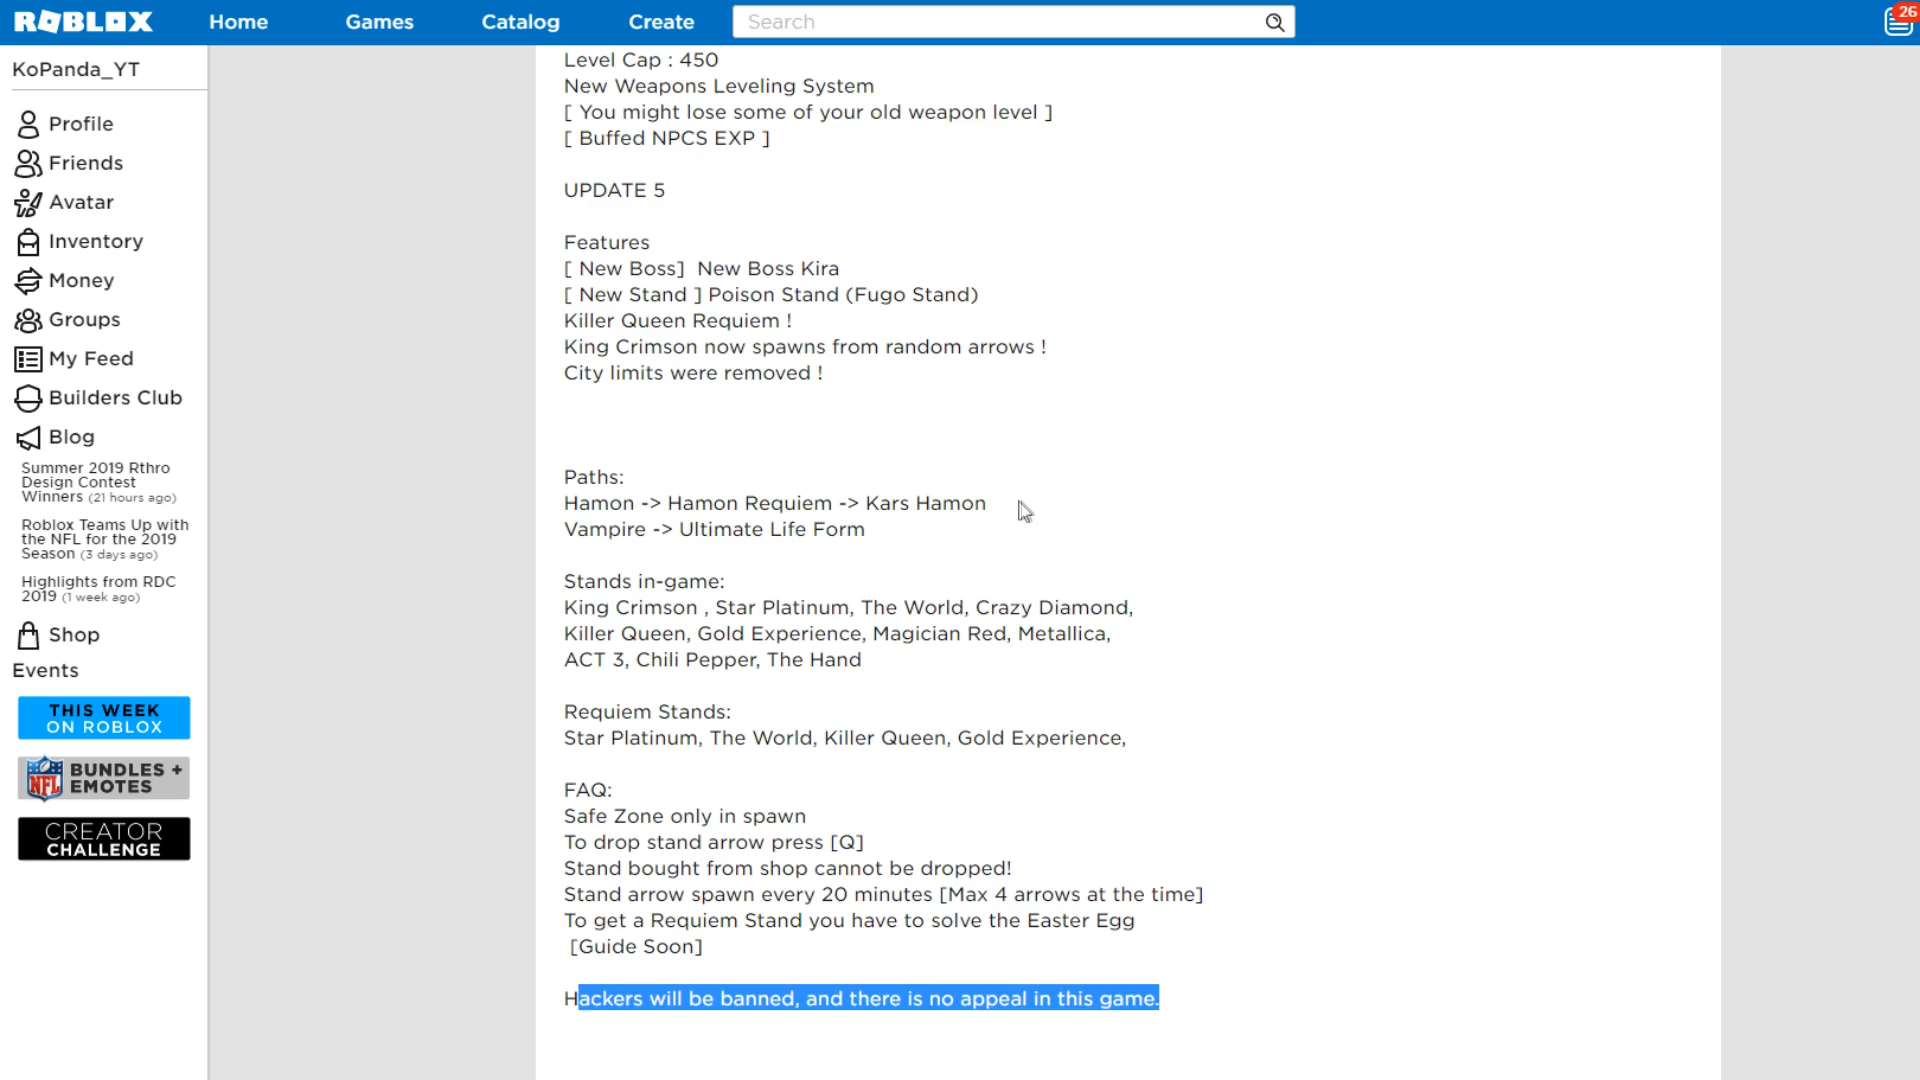 ROBLOX
Home
Games
Catalog
Create
Search
26
KoPanda_YT
Profile
Friends
Avatar
Inventory
Money
Groups
My Feed
Builders Club
Blog
Summer 2019 Rthro
Design Contest
Winners (21 hours ago)
Roblox Teams Up with
the NFL for the 2019
Season (3 days ago)
Highlights from RDC
2019 (1 week ago)
Shop
Events
THIS WEEK
ON ROBLOX
NFL
BUNDLES +
EMOTES
CREATOR
CHALLENGE
Level Cap : 450
New Weapons Leveling System
[ You might lose some of your old weapon level ]
[ Buffed NPCS EXP ]
UPDATE 5
Features
[ New Boss]  New Boss Kira
[ New Stand ] Poison Stand (Fugo Stand)
Killer Queen Requiem !
King Crimson now spawns from random arrows !
City limits were removed !
Paths:
Hamon -> Hamon Requiem -> Kars Hamon
Vampire -> Ultimate Life Form
Stands in-game:
King Crimson , Star Platinum, The World, Crazy Diamond,
Killer Queen, Gold Experience, Magician Red, Metallica,
ACT 3, Chili Pepper, The Hand
Requiem Stands:
Star Platinum, The World, Killer Queen, Gold Experience,
FAQ:
Safe Zone only in spawn
To drop stand arrow press [Q]
Stand bought from shop cannot be dropped!
Stand arrow spawn every 20 minutes [Max 4 arrows at the time]
To get a Requiem Stand you have to solve the Easter Egg
[Guide Soon]
Hackers will be banned, and there is no appeal in this game.